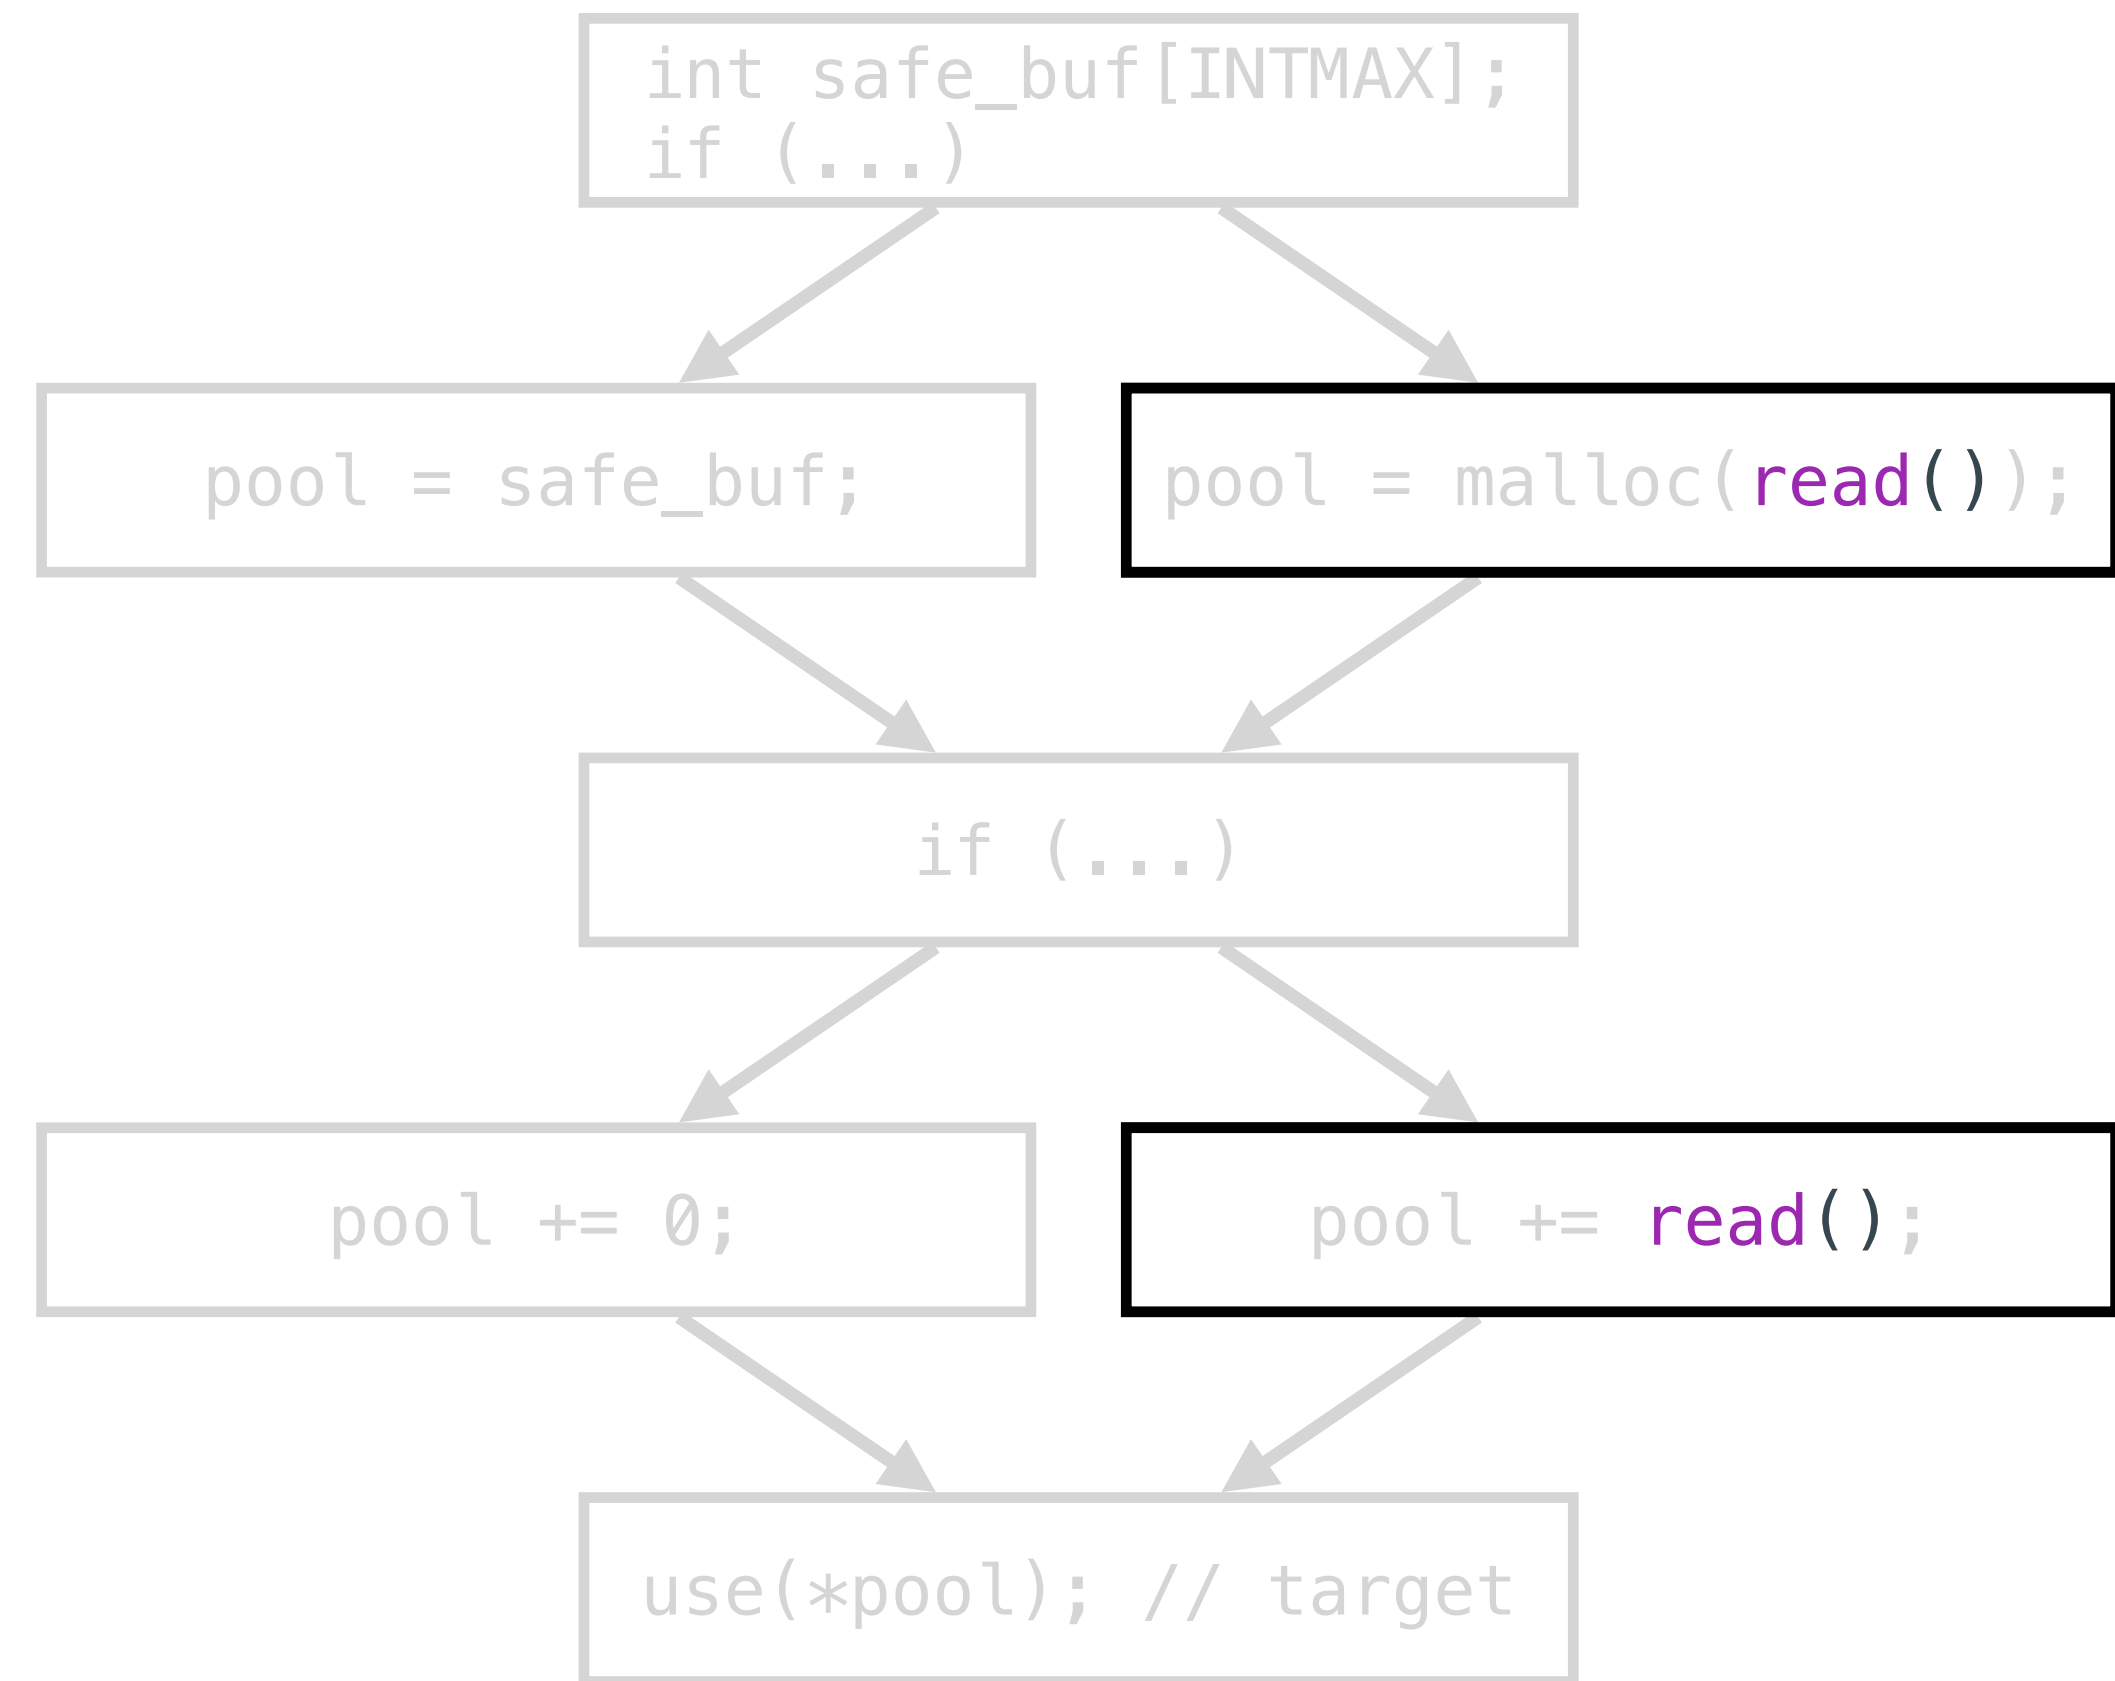 int safe_buf[INTMAX];
if (...)
pool = safe_buf;
pool = malloc(read());
if (...)
pool += 0;
pool += read();
use(*pool); // target